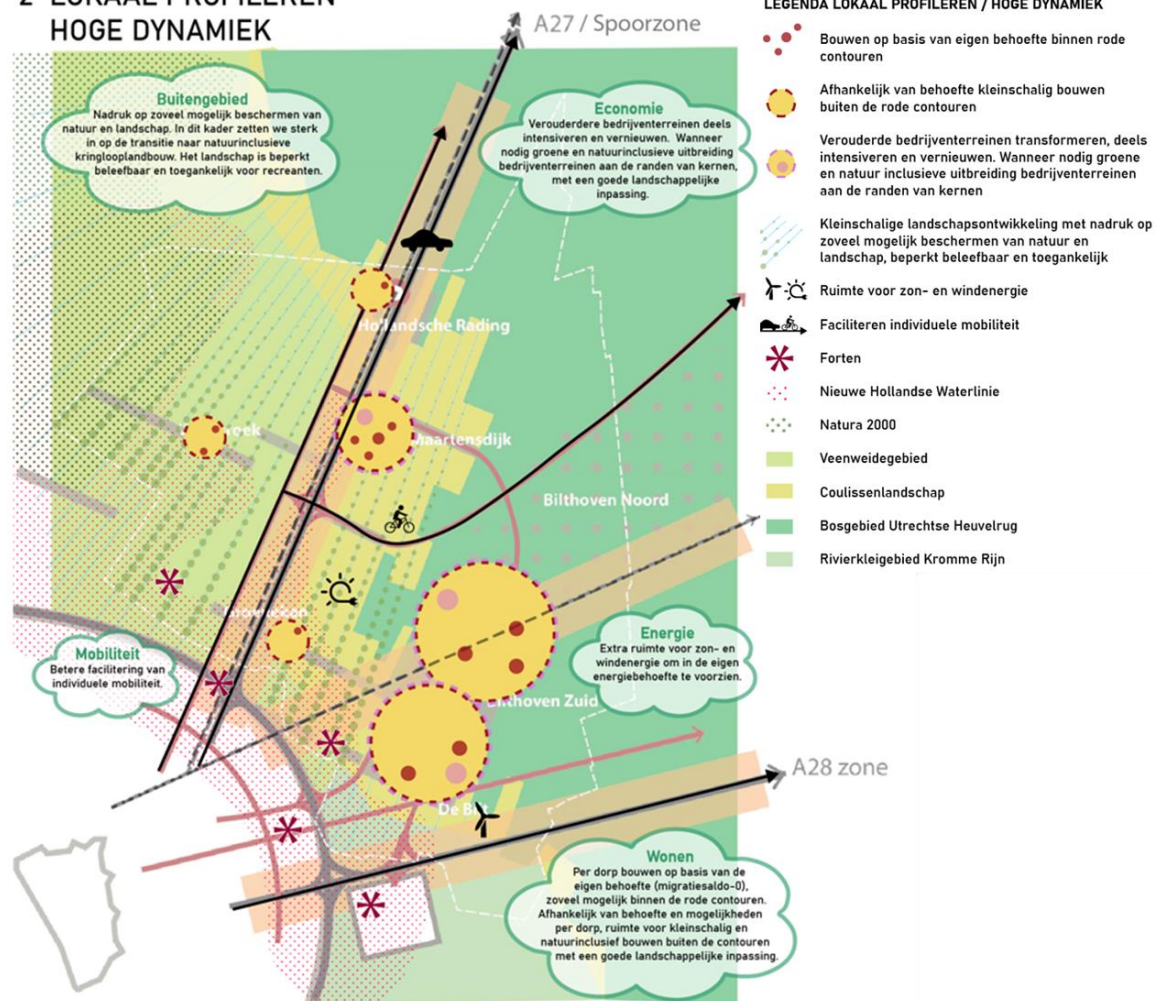 2 LOKAAL PROFILEREN
HOGE DYNAMIEK
A27 / Spoorzone
Buitengebied
Nadruk op zoveel mogelijk beschermen van
natuur en landschap. In dit kader zetten we sterk
in op de transitie naar natuurinclusieve
kringlooplandbouw. Het landschap is beperkt
beleefbaar en toegankelijk voor recreanten.
Economie
Verouderdere bedrijventerreinen deels
intensiveren en vernieuwen. Wanneer
nodig groene en natuurinclusieve uitbreiding
bedrijventerreinen aan de randen van kernen,
met een goede landschappelijke
inpassing.
Hollandsche Rading
Maartensdijk
Bilthoven Noord
Mobiliteit
Betere facilitering van
individuele mobiliteit.
Energie
Extra ruimte voor zon- en
windenergie om in de eigen
energiebehoefte te voorzien.
Bilthoven Zuid
A28 zone
De Bilt
Wonen
Per dorp bouwen op basis van de
eigen behoefte (migratiesaldo-0),
zoveel mogelijk binnen de rode contouren.
Afhankelijk van behoefte en mogelijkheden
per dorp, ruimte voor kleinschalig en
natuurinclusief bouwen buiten de contouren
met een goede landschappelijke inpassing.
LEGENDA LOKAAL PROFILEREN / HOGE DYNAMIEK
Bouwen op basis van eigen behoefte binnen rode
contouren
Afhankelijk van behoefte kleinschalig bouwen
buiten de rode contouren
Verouderde bedrijventerreinen transformeren, deels
intensiveren en vernieuwen. Wanneer nodig groene
en natuur inclusieve uitbreiding bedrijventerreinen
aan de randen van kernen
Kleinschalige landschapsontwikkeling met nadruk op
zoveel mogelijk beschermen van natuur en
landschap, beperkt beleefbaar en toegankelijk
Ruimte voor zon- en windenergie
Faciliteren individuele mobiliteit
Forten
Nieuwe Hollandse Waterlinie
Natura 2000
Veenweidegebied
Coulissenlandschap
Bosgebied Utrechtse Heuvelrug
Rivierkleigebied Kromme Rijn